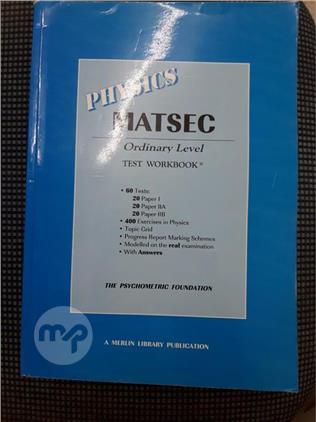 PHYSICS
MATSEC
Ordinary Level
TEST WORKBOOK®
• 60 Tests:
20 Paper I
20 Paper IIA
20 Paper IIB
• 400 Exercises in Physics
• Topic Grid
• Progress Report Marking Schemes
• Modelled on the real examination
• With Answers
THE PSYCHOMETRIC FOUNDATION
mp
A MERLIN LIBRARY PUBLICATION